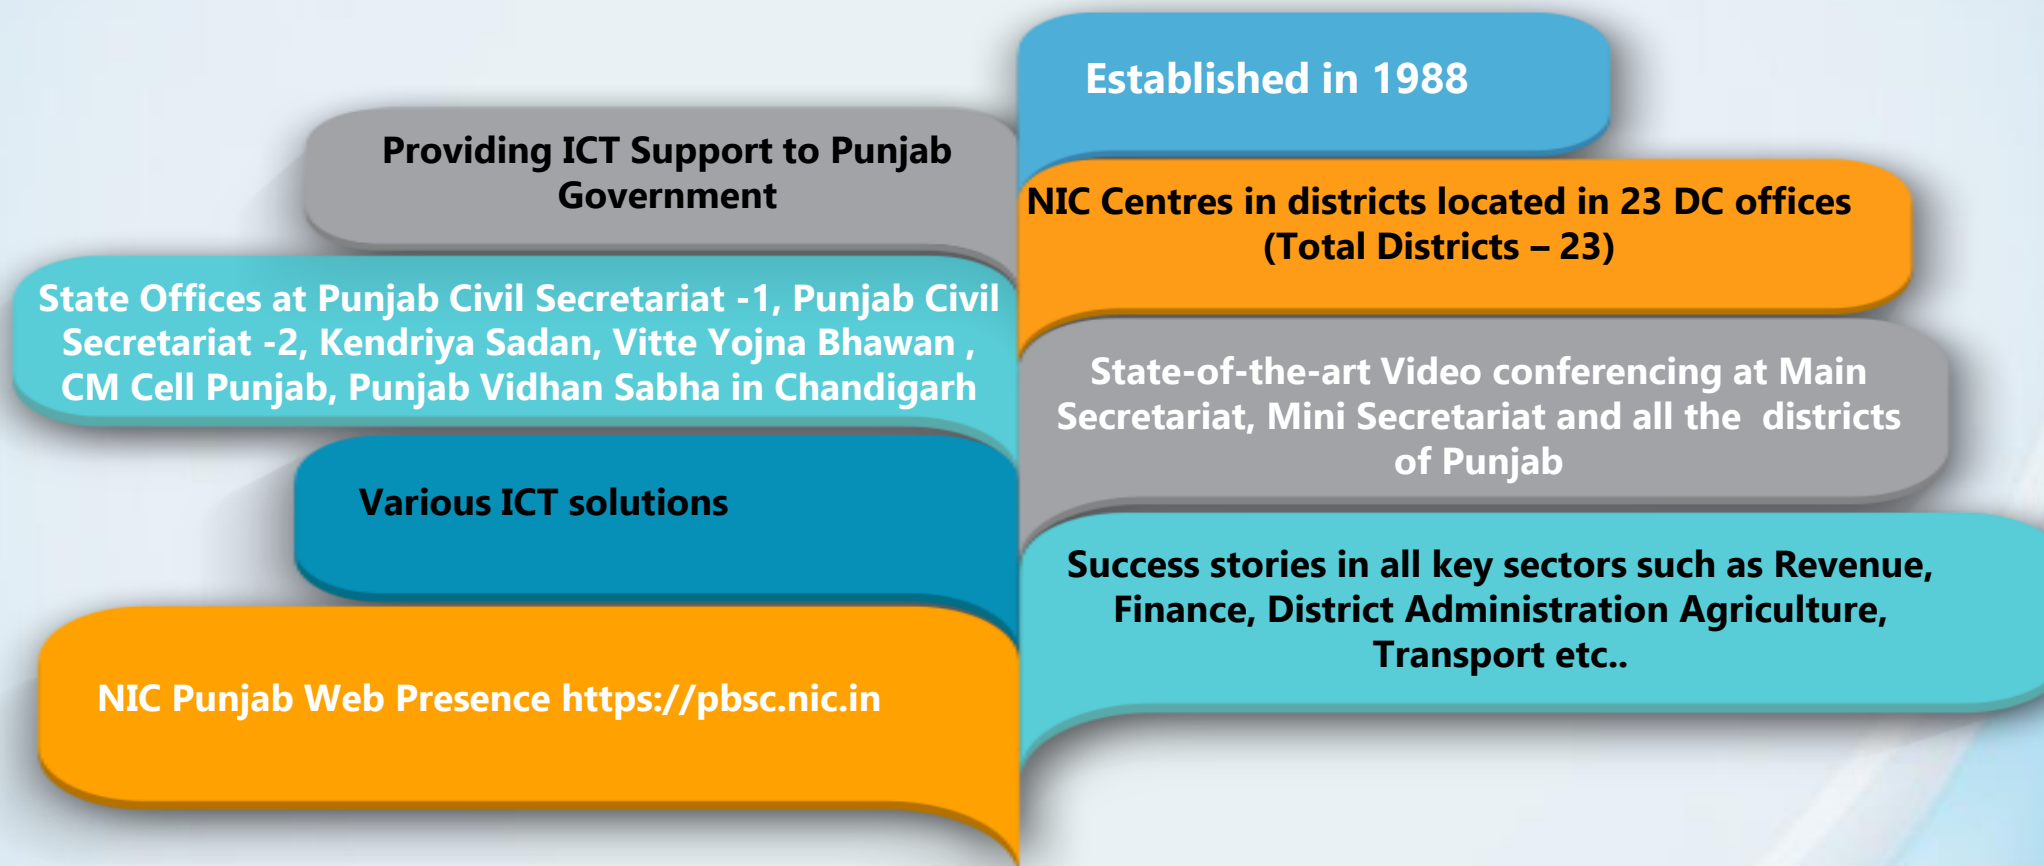 Established in 1988
Providing ICT Support to Punjab
Government
NIC Centres in districts located in 23 DC offices
(Total Districts – 23)
State Offices at Punjab Civil Secretariat -1, Punjab Civil
Secretariat -2, Kendriya Sadan, Vitte Yojna Bhawan ,
CM Cell Punjab, Punjab Vidhan Sabha in Chandigarh
State-of-the-art Video conferencing at Main
Secretariat, Mini Secretariat and all the  districts
of Punjab
Various ICT solutions
Success stories in all key sectors such as Revenue,
Finance, District Administration Agriculture,
Transport etc..
NIC Punjab Web Presence https://pbsc.nic.in